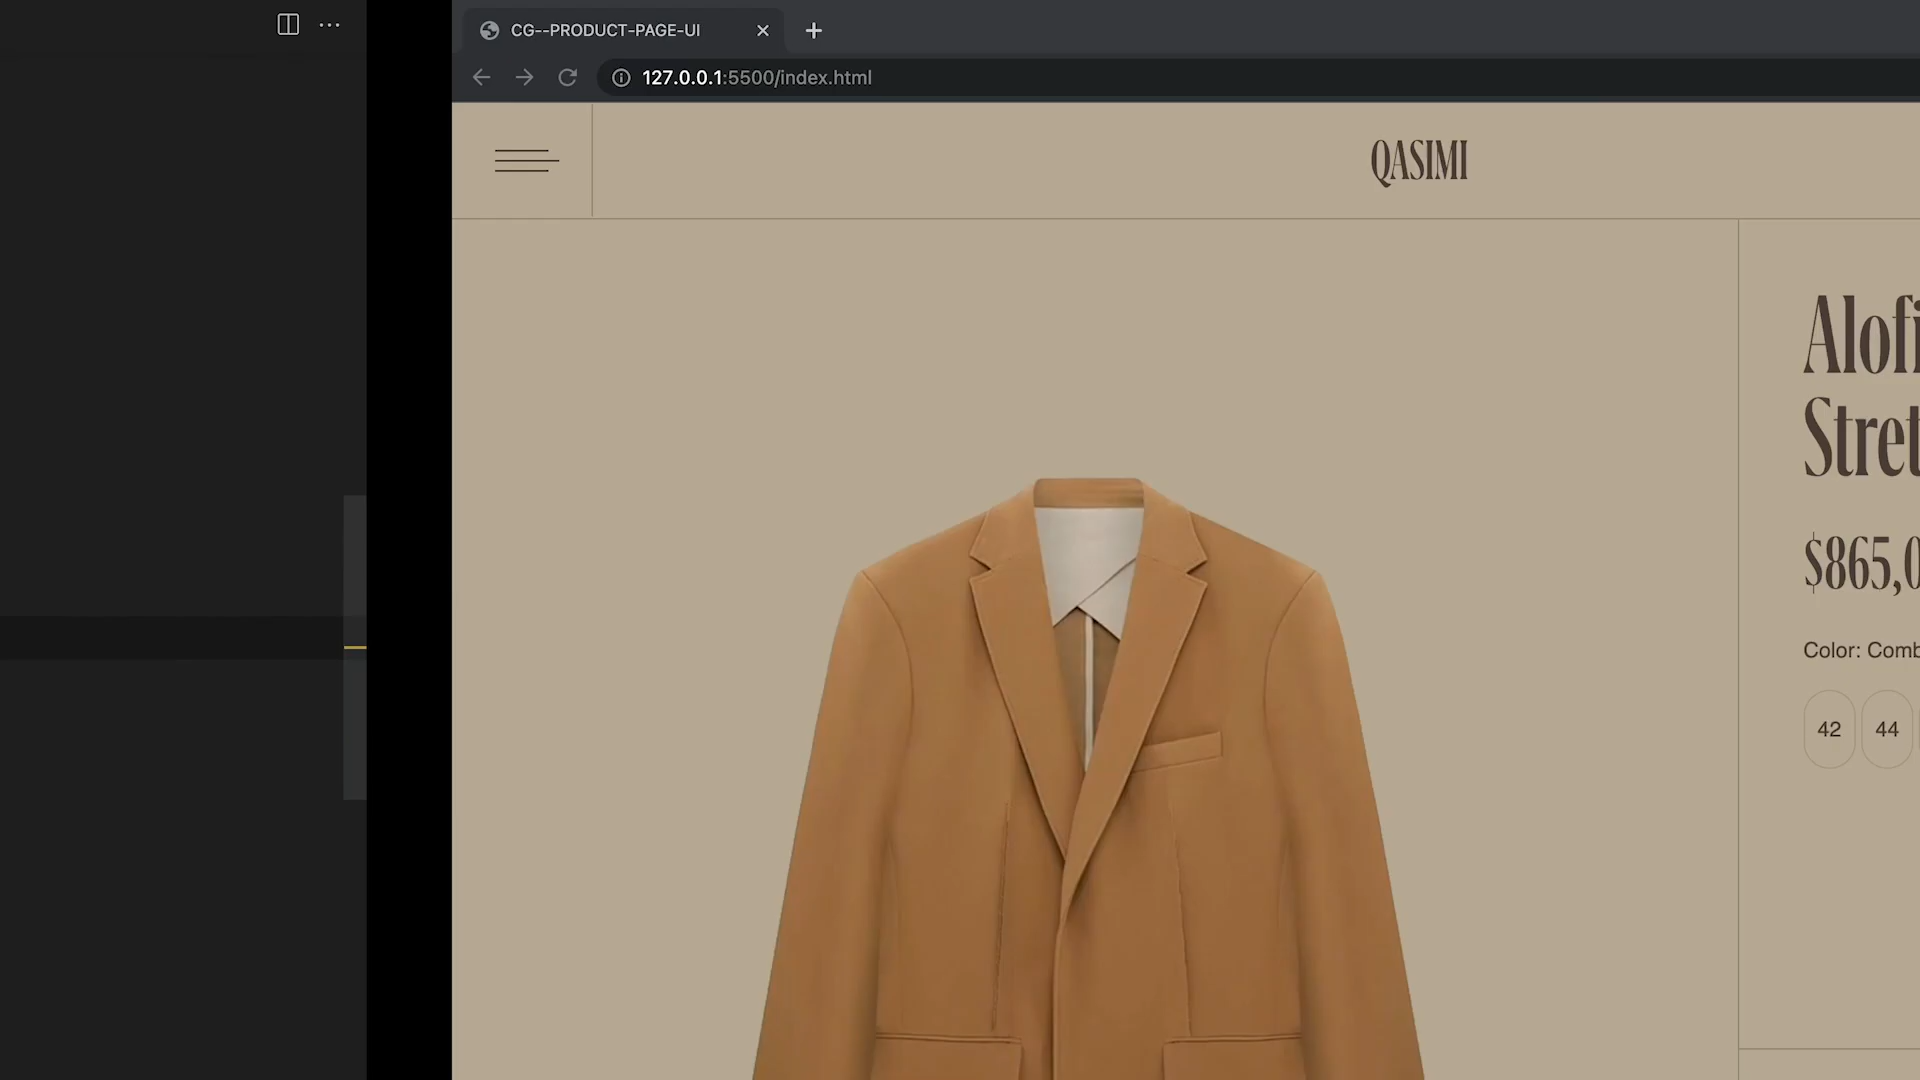 CG--PRODUCT-PAGE-UI
127.0.0.1:5500/index.html
QASIMI
Alofi
Stret
$865,0
Color: Comb
42 44